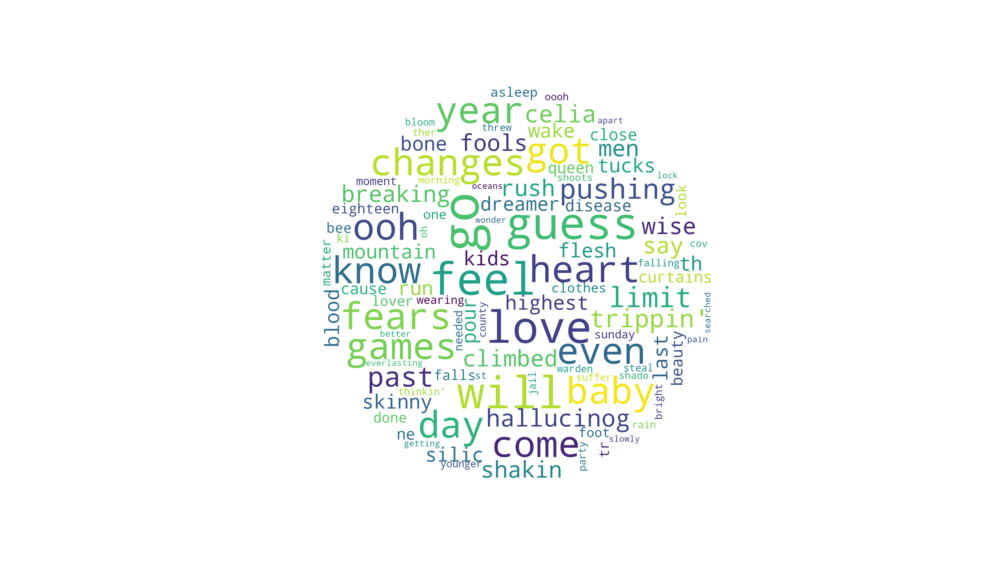 asleep oooh
year celia
bloom threw apart
ther wake close
bone fools got men
changes queen tucks
moment morning oceans shoots lock
breaking rush pushing look
eighteen one dreamer disease
bee ooh go wonder guess wise
ki oh say cov
matter mountain kids flesh th
know feel heart falling curtains
cause run clothes
blood lover wearing highest limit
fears pour county love trippin' searched
better needed sunday pain
games climbed even last beauty
everlasting warden steal
past falls st suffer shado
skinny thinkin' will jail baby bright
done day hallucinog rain
ne foot slowly
getting come tr
silic party
younger shakin